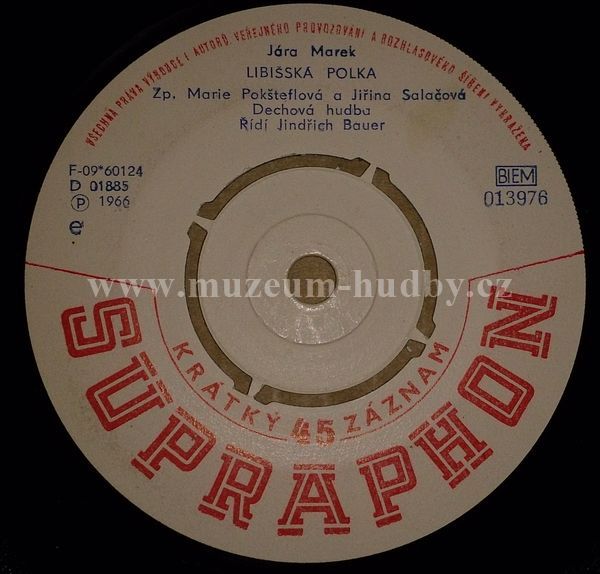 VŠECHNA PRÁVA VÝROBCE I AUTORŮ VEŘEJNÉHO PROVOZOVÁNÍ A ROZHLASOVÉHO ŠÍŘENÍ VYHRAŽENA
Jára Marek
LIBIŠSKÁ POLKA
Zp. Marie Pokšteflová a Jiřina Salačová
Dechová hudba
Řídí Jindřich Bauer
F-09*60124
D 01885
Ⓟ 1966
e
BIEM
013976
www.muzeum-hudby.cz
KRÁTKÝ 45 ZÁZNAM
SUPRAPHON